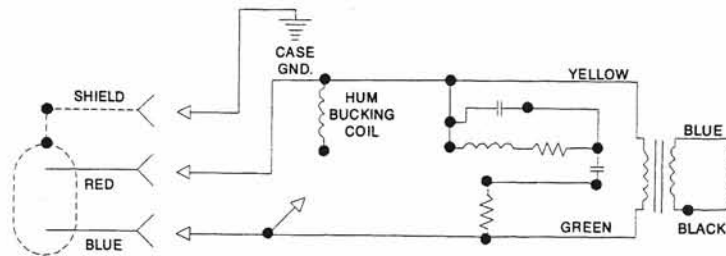 CASE
GND.
SHIELD
YELLOW
HUM
BUCKING
COIL
BLUE
RED
BLUE
GREEN
BLACK